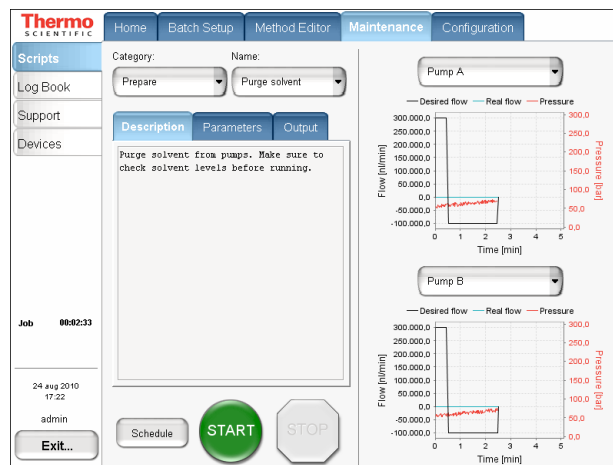 Thermo
SCIENTIFIC
Home
Batch Setup
Method Editor
Maintenance
Configuration
Scripts
Log Book
Support
Devices
Job 00:02:33
24 aug 2010
17:22
admin
Exit...
Category:
Name:
Prepare
Purge solvent
Description
Parameters
Output
Purge solvent from pumps. Make sure to
check solvent levels before running.
Schedule
START
STOP
Pump A
Desired flow Real flow Pressure
Flow [nl/min]
300.000,0
250.000,0
200.000,0
150.000,0
100.000,0
50.000,0
0,0
-50.000,0
-100.000,0
300,0
250,0
200,0
150,0
100,0
50,0
0,0
Pressure [bar]
0 1 2 3 4 5
Time [min]
Pump B
Desired flow Real flow Pressure
Flow [nl/min]
300.000,0
250.000,0
200.000,0
150.000,0
100.000,0
50.000,0
0,0
-50.000,0
-100.000,0
300,0
250,0
200,0
150,0
100,0
50,0
0,0
Pressure [bar]
0 1 2 3 4 5
Time [min]